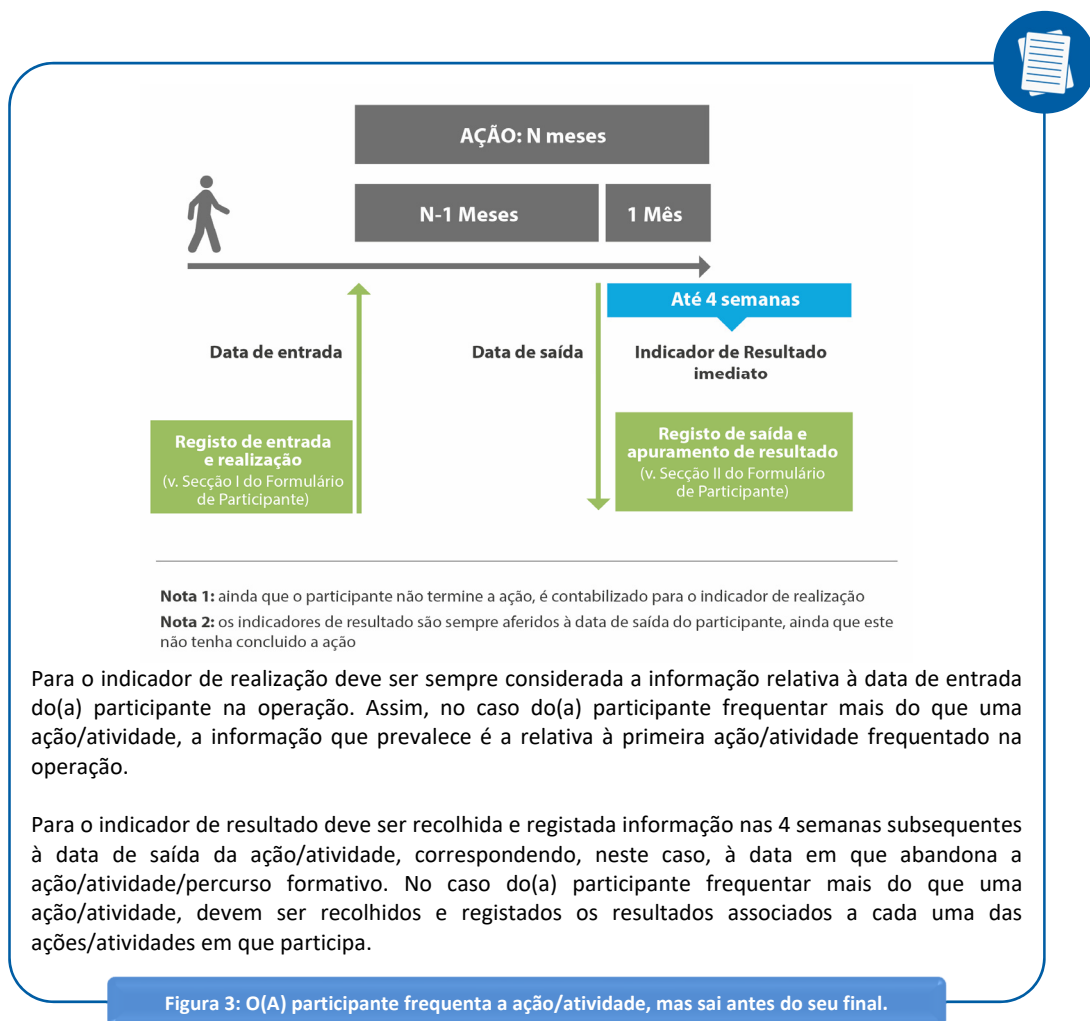 AÇÃO: N meses
N-1 Meses
1 Mês
Até 4 semanas
Data de entrada
Data de saída
Indicador de Resultado
imediato
Registo de entrada
e realização
(v. Secção I do Formulário
de Participante)
Registo de saída e
apuramento de resultado
(v. Secção II do Formulário
de Participante)
Nota 1: ainda que o participante não termine a ação, é contabilizado para o indicador de realização
Nota 2: os indicadores de resultado são sempre aferidos à data de saída do participante, ainda que este
não tenha concluido a ação
Para o indicador de realização deve ser sempre considerada a informação relativa à data de entrada
do(a) participante na operação. Assim, no caso do(a) participante frequentar mais do que uma
ação/atividade, a informação que prevalece é a relativa à primeira ação/atividade frequentado na
operação.
Para o indicador de resultado deve ser recolhida e registada informação nas 4 semanas subsequentes
à data de saída da ação/atividade, correspondendo, neste caso, à data em que abandona a
ação/atividade/percurso formativo. No caso do(a) participante frequentar mais do que uma
ação/atividade, devem ser recolhidos e registados os resultados associados a cada uma das
ações/atividades em que participa.
Figura 3: O(A) participante frequenta a ação/atividade, mas sai antes do seu final.